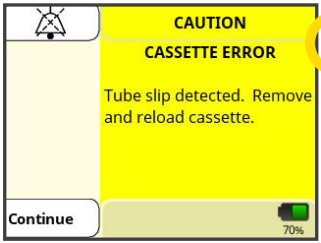 CAUTION
CASSETTE ERROR
Tube slip detected. Remove
and reload cassette.
Continue
70%